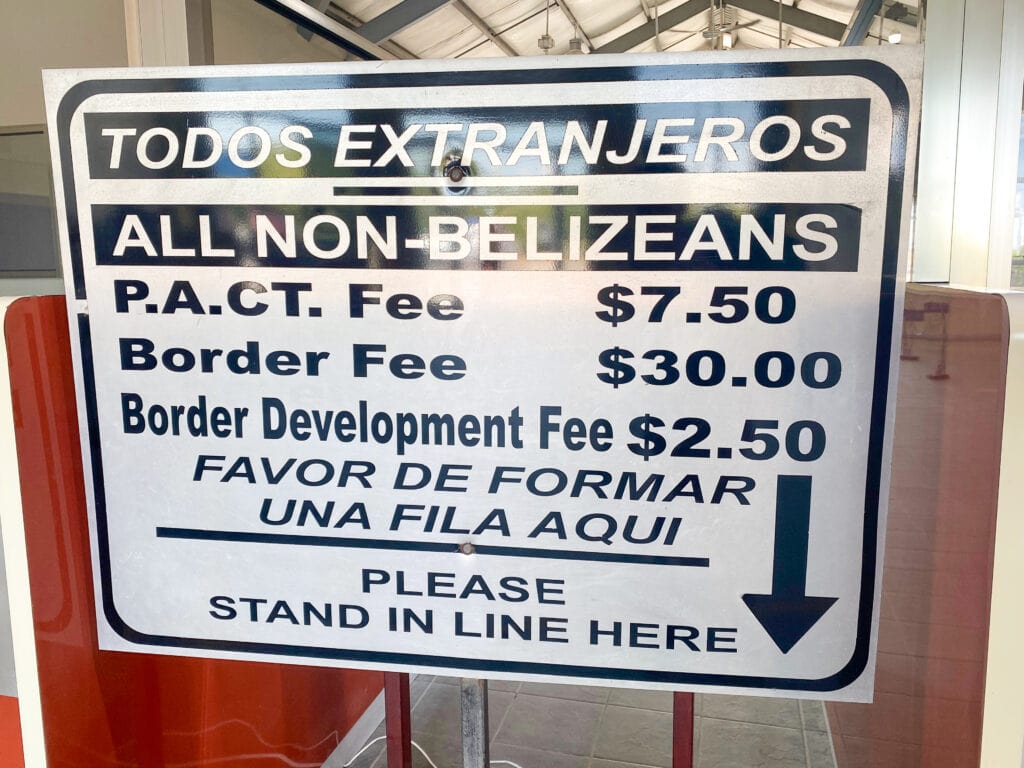 TODOS EXTRANJEROS
ALL NON-BELIZEANS
P.A.CT. Fee $7.50
Border Fee $30.00
Border Development Fee $2.50
FAVOR DE FORMAR
UNA FILA AQUI
PLEASE
STAND IN LINE HERE